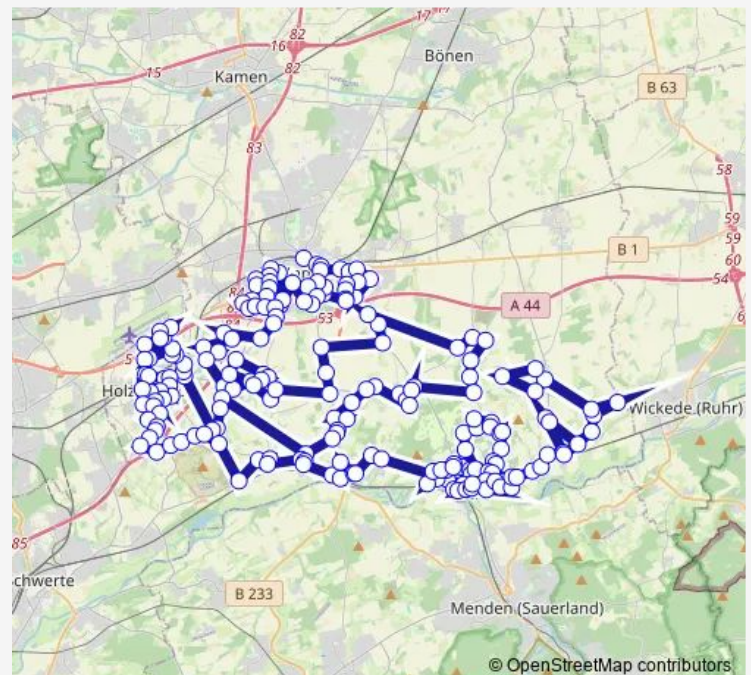 17
82
16
Bönen
82
15
Kamen
B 63
83
58
59
59
B 1
60
54
A 44
53
Holz
Wickede (Ruhr)
85
chwerte
B 233
Menden (Sauerland)
© OpenStreetMap contributors